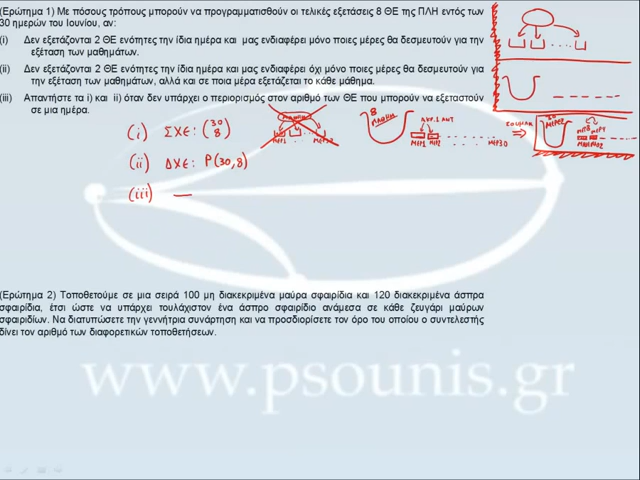 (Ερώτημα 1) Με πόσους τρόπους μπορούν να προγραμματισθούν οι τελικές εξετάσεις 8 ΘΕ της ΠΛΗ εντός των
30 ημερών του Ιουνίου, αν:
(i) Δεν εξετάζονται 2 ΘΕ ενότητες την ίδια ημέρα και μας ενδιαφέρει μόνο ποιες μέρες θα δεσμευτούν για την
εξέταση των μαθημάτων.
(ii) Δεν εξετάζονται 2 ΘΕ ενότητες την ίδια ημέρα και μας ενδιαφέρει όχι μόνο ποιες μέρες θα δεσμευτούν για
την εξέταση των μαθημάτων, αλλά και σε ποια μέρα εξετάζεται το κάθε μάθημα.
(iii) Απαντήστε τα i) και ii) όταν δεν υπάρχει ο περιορισμός στον αριθμό των ΘΕ που μπορούν να εξεταστούν
σε μια ημέρα.
(i) ΣΧΕ: (30 8)
(ii) ΔΧΕ: P(30,8)
(iii) —
8
ΜΕΡ1 ΜΕΡ2 ΜΕΡ30
(Ερώτημα 2) Τοποθετούμε σε μια σειρά 100 μη διακεκριμένα μαύρα σφαιρίδια και 120 διακεκριμένα άσπρα
σφαιρίδια, έτσι ώστε να υπάρχει τουλάχιστον ένα άσπρο σφαιρίδιο ανάμεσα σε κάθε ζευγάρι μαύρων
σφαιριδίων. Να διατυπώσετε την γεννήτρια συνάρτηση και να προσδιορίσετε τον όρο του οποίου ο συντελεστής
δίνει τον αριθμό των διαφορετικών τοποθετήσεων.
www.psounis.gr